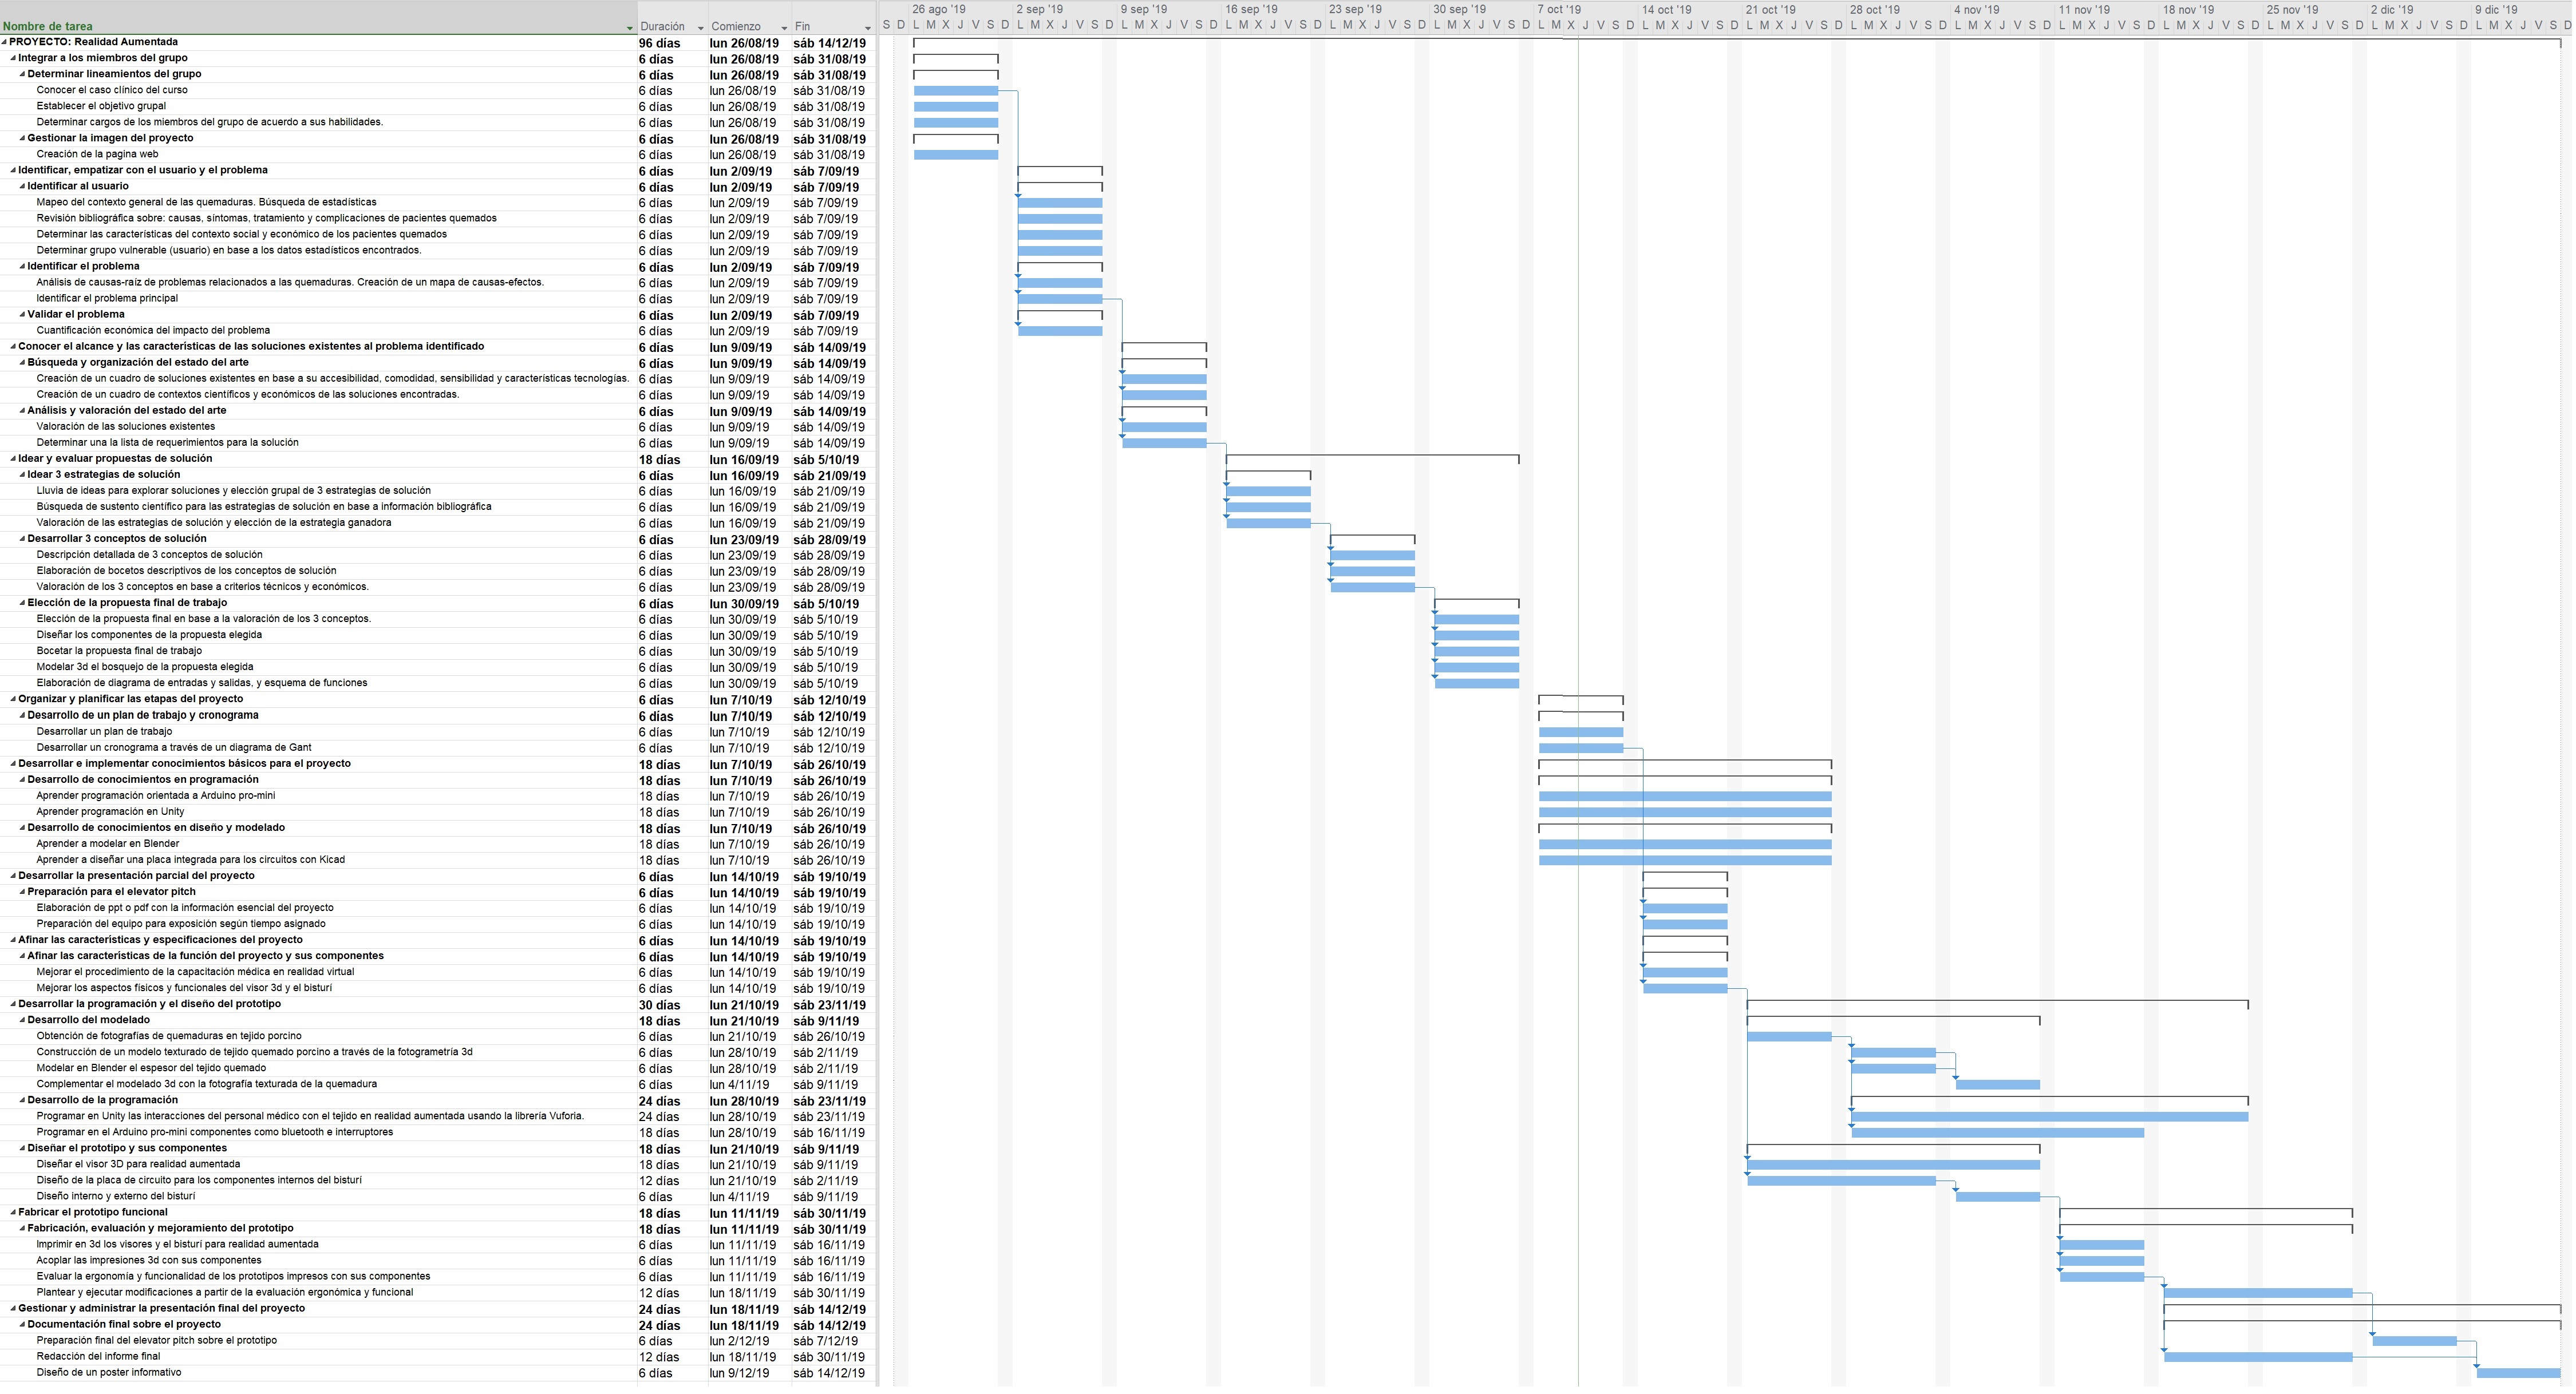 26 ago '19 2 sep '19 9 sep '19 16 sep '19 23 sep '19 30 sep '19 7 oct '19 14 oct '19 21 oct '19 28 oct '19 4 nov '19 11 nov '19 18 nov '19 25 nov '19 2 dic '19 9 dic '19
Nombre de tarea Duración Comienzo Fin S D L M X J V S D L M X J V S D L M X J V S D L M X J V S D L M X J V S D L M X J V S D L M X J V S D L M X J V S D L M X J V S D L M X J V S D L M X J V S D L M X J V S D L M X J V S D L M X J V S D L M X J V S D L M X J V S D
PROYECTO: Realidad Aumentada 96 días lun 26/08/19 sáb 14/12/19
Integrar a los miembros del grupo 6 días lun 26/08/19 sáb 31/08/19
Determinar lineamientos del grupo 6 días lun 26/08/19 sáb 31/08/19
Conocer el caso clínico del curso 6 días lun 26/08/19 sáb 31/08/19
Establecer el objetivo grupal 6 días lun 26/08/19 sáb 31/08/19
Determinar cargos de los miembros del grupo de acuerdo a sus habilidades. 6 días lun 26/08/19 sáb 31/08/19
Gestionar la imagen del proyecto 6 días lun 26/08/19 sáb 31/08/19
Creación de la pagina web 6 días lun 26/08/19 sáb 31/08/19
Identificar, empatizar con el usuario y el problema 6 días lun 2/09/19 sáb 7/09/19
Identificar al usuario 6 días lun 2/09/19 sáb 7/09/19
Mapeo del contexto general de las quemaduras. Búsqueda de estadísticas 6 días lun 2/09/19 sáb 7/09/19
Revisión bibliográfica sobre: causas, síntomas, tratamiento y complicaciones de pacientes quemados 6 días lun 2/09/19 sáb 7/09/19
Determinar las características del contexto social y económico de los pacientes quemados 6 días lun 2/09/19 sáb 7/09/19
Determinar grupo vulnerable (usuario) en base a los datos estadísticos encontrados. 6 días lun 2/09/19 sáb 7/09/19
Identificar el problema 6 días lun 2/09/19 sáb 7/09/19
Análisis de causas-raíz de problemas relacionados a las quemaduras. Creación de un mapa de causas-efectos. 6 días lun 2/09/19 sáb 7/09/19
Identificar el problema principal 6 días lun 2/09/19 sáb 7/09/19
Validar el problema 6 días lun 2/09/19 sáb 7/09/19
Cuantificación económica del impacto del problema 6 días lun 2/09/19 sáb 7/09/19
Conocer el alcance y las características de las soluciones existentes al problema identificado 6 días lun 9/09/19 sáb 14/09/19
Búsqueda y organización del estado del arte 6 días lun 9/09/19 sáb 14/09/19
Creación de un cuadro de soluciones existentes en base a su accesibilidad, comodidad, sensibilidad y características tecnologías. 6 días lun 9/09/19 sáb 14/09/19
Creación de un cuadro de contextos científicos y económicos de las soluciones encontradas. 6 días lun 9/09/19 sáb 14/09/19
Análisis y valoración del estado del arte 6 días lun 9/09/19 sáb 14/09/19
Valoración de las soluciones existentes 6 días lun 9/09/19 sáb 14/09/19
Determinar una la lista de requerimientos para la solución 6 días lun 9/09/19 sáb 14/09/19
Idear y evaluar propuestas de solución 18 días lun 16/09/19 sáb 5/10/19
Idear 3 estrategias de solución 6 días lun 16/09/19 sáb 21/09/19
Lluvia de ideas para explorar soluciones y elección grupal de 3 estrategias de solución 6 días lun 16/09/19 sáb 21/09/19
Búsqueda de sustento científico para las estrategias de solución en base a información bibliográfica 6 días lun 16/09/19 sáb 21/09/19
Valoración de las estrategias de solución y elección de la estrategia ganadora 6 días lun 16/09/19 sáb 21/09/19
Desarrollar 3 conceptos de solución 6 días lun 23/09/19 sáb 28/09/19
Descripción detallada de 3 conceptos de solución 6 días lun 23/09/19 sáb 28/09/19
Elaboración de bocetos descriptivos de los conceptos de solución 6 días lun 23/09/19 sáb 28/09/19
Valoración de los 3 conceptos en base a criterios técnicos y económicos. 6 días lun 23/09/19 sáb 28/09/19
Elección de la propuesta final de trabajo 6 días lun 30/09/19 sáb 5/10/19
Elección de la propuesta final en base a la valoración de los 3 conceptos. 6 días lun 30/09/19 sáb 5/10/19
Diseñar los componentes de la propuesta elegida 6 días lun 30/09/19 sáb 5/10/19
Bocetar la propuesta final de trabajo 6 días lun 30/09/19 sáb 5/10/19
Modelar 3d el bosquejo de la propuesta elegida 6 días lun 30/09/19 sáb 5/10/19
Elaboración de diagrama de entradas y salidas, y esquema de funciones 6 días lun 30/09/19 sáb 5/10/19
Organizar y planificar las etapas del proyecto 6 días lun 7/10/19 sáb 12/10/19
Desarrollo de un plan de trabajo y cronograma 6 días lun 7/10/19 sáb 12/10/19
Desarrollar un plan de trabajo 6 días lun 7/10/19 sáb 12/10/19
Desarrollar un cronograma a través de un diagrama de Gant 6 días lun 7/10/19 sáb 12/10/19
Desarrollar e implementar conocimientos básicos para el proyecto 18 días lun 7/10/19 sáb 26/10/19
Desarrollo de conocimientos en programación 18 días lun 7/10/19 sáb 26/10/19
Aprender programación orientada a Arduino pro-mini 18 días lun 7/10/19 sáb 26/10/19
Aprender programación en Unity 18 días lun 7/10/19 sáb 26/10/19
Desarrollo de conocimientos en diseño y modelado 18 días lun 7/10/19 sáb 26/10/19
Aprender a modelar en Blender 18 días lun 7/10/19 sáb 26/10/19
Aprender a diseñar una placa integrada para los circuitos con Kicad 18 días lun 7/10/19 sáb 26/10/19
Desarrollar la presentación parcial del proyecto 6 días lun 14/10/19 sáb 19/10/19
Preparación para el elevator pitch 6 días lun 14/10/19 sáb 19/10/19
Elaboración de ppt o pdf con la información esencial del proyecto 6 días lun 14/10/19 sáb 19/10/19
Preparación del equipo para exposición según tiempo asignado 6 días lun 14/10/19 sáb 19/10/19
Afinar las características y especificaciones del proyecto 6 días lun 14/10/19 sáb 19/10/19
Afinar las características de la función del proyecto y sus componentes 6 días lun 14/10/19 sáb 19/10/19
Mejorar el procedimiento de la capacitación médica en realidad virtual 6 días lun 14/10/19 sáb 19/10/19
Mejorar los aspectos físicos y funcionales del visor 3d y el bisturí 6 días lun 14/10/19 sáb 19/10/19
Desarrollar la programación y el diseño del prototipo 30 días lun 21/10/19 sáb 23/11/19
Desarrollo del modelado 18 días lun 21/10/19 sáb 9/11/19
Obtención de fotografías de quemaduras en tejido porcino 6 días lun 21/10/19 sáb 26/10/19
Construcción de un modelo texturado de tejido quemado porcino a través de la fotogrametría 3d 6 días lun 28/10/19 sáb 2/11/19
Modelar en Blender el espesor del tejido quemado 6 días lun 28/10/19 sáb 2/11/19
Complementar el modelado 3d con la fotografía texturada de la quemadura 6 días lun 4/11/19 sáb 9/11/19
Desarrollo de la programación 24 días lun 28/10/19 sáb 23/11/19
Programar en Unity las interacciones del personal médico con el tejido en realidad aumentada usando la librería Vuforia. 24 días lun 28/10/19 sáb 23/11/19
Programar en el Arduino pro-mini componentes como bluetooth e interruptores 18 días lun 28/10/19 sáb 16/11/19
Diseñar el prototipo y sus componentes 18 días lun 21/10/19 sáb 9/11/19
Diseñar el visor 3D para realidad aumentada 18 días lun 21/10/19 sáb 9/11/19
Diseño de la placa de circuito para los componentes internos del bisturí 12 días lun 21/10/19 sáb 2/11/19
Diseño interno y externo del bisturí 6 días lun 4/11/19 sáb 9/11/19
Fabricar el prototipo funcional 18 días lun 11/11/19 sáb 30/11/19
Fabricación, evaluación y mejoramiento del prototipo 18 días lun 11/11/19 sáb 30/11/19
Imprimir en 3d los visores y el bisturí para realidad aumentada 6 días lun 11/11/19 sáb 16/11/19
Acoplar las impresiones 3d con sus componentes 6 días lun 11/11/19 sáb 16/11/19
Evaluar la ergonomía y funcionalidad de los prototipos impresos con sus componentes 6 días lun 11/11/19 sáb 16/11/19
Plantear y ejecutar modificaciones a partir de la evaluación ergonómica y funcional 12 días lun 18/11/19 sáb 30/11/19
Gestionar y administrar la presentación final del proyecto 24 días lun 18/11/19 sáb 14/12/19
Documentación final sobre el proyecto 24 días lun 18/11/19 sáb 14/12/19
Preparación final del elevator pitch sobre el prototipo 6 días lun 2/12/19 sáb 7/12/19
Redacción del informe final 12 días lun 18/11/19 sáb 30/11/19
Diseño de un poster informativo 6 días lun 9/12/19 sáb 14/12/19